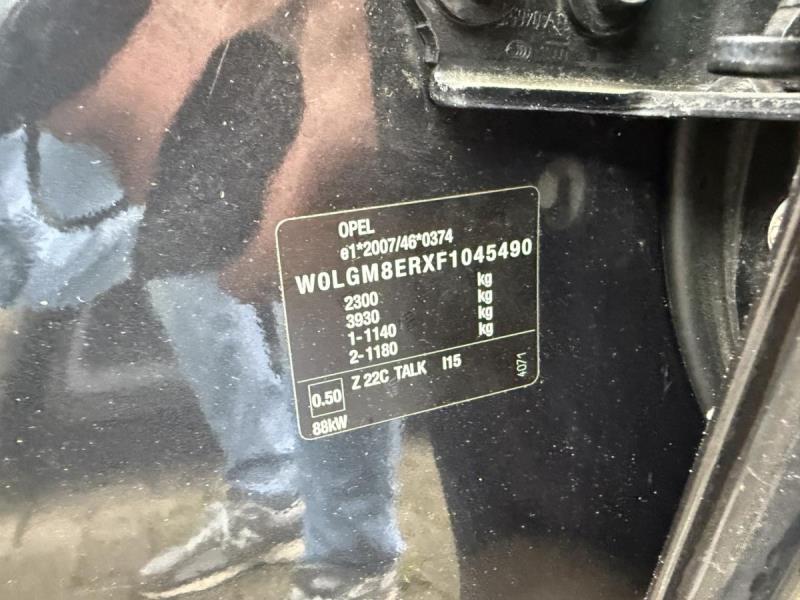 OPEL
e1*2007/46*0374
W0LGM8ERXF1045490
2300 kg
3930 kg
1-1140 kg
2-1180 kg
0.50 Z 22C TALK I15
88kW
4071